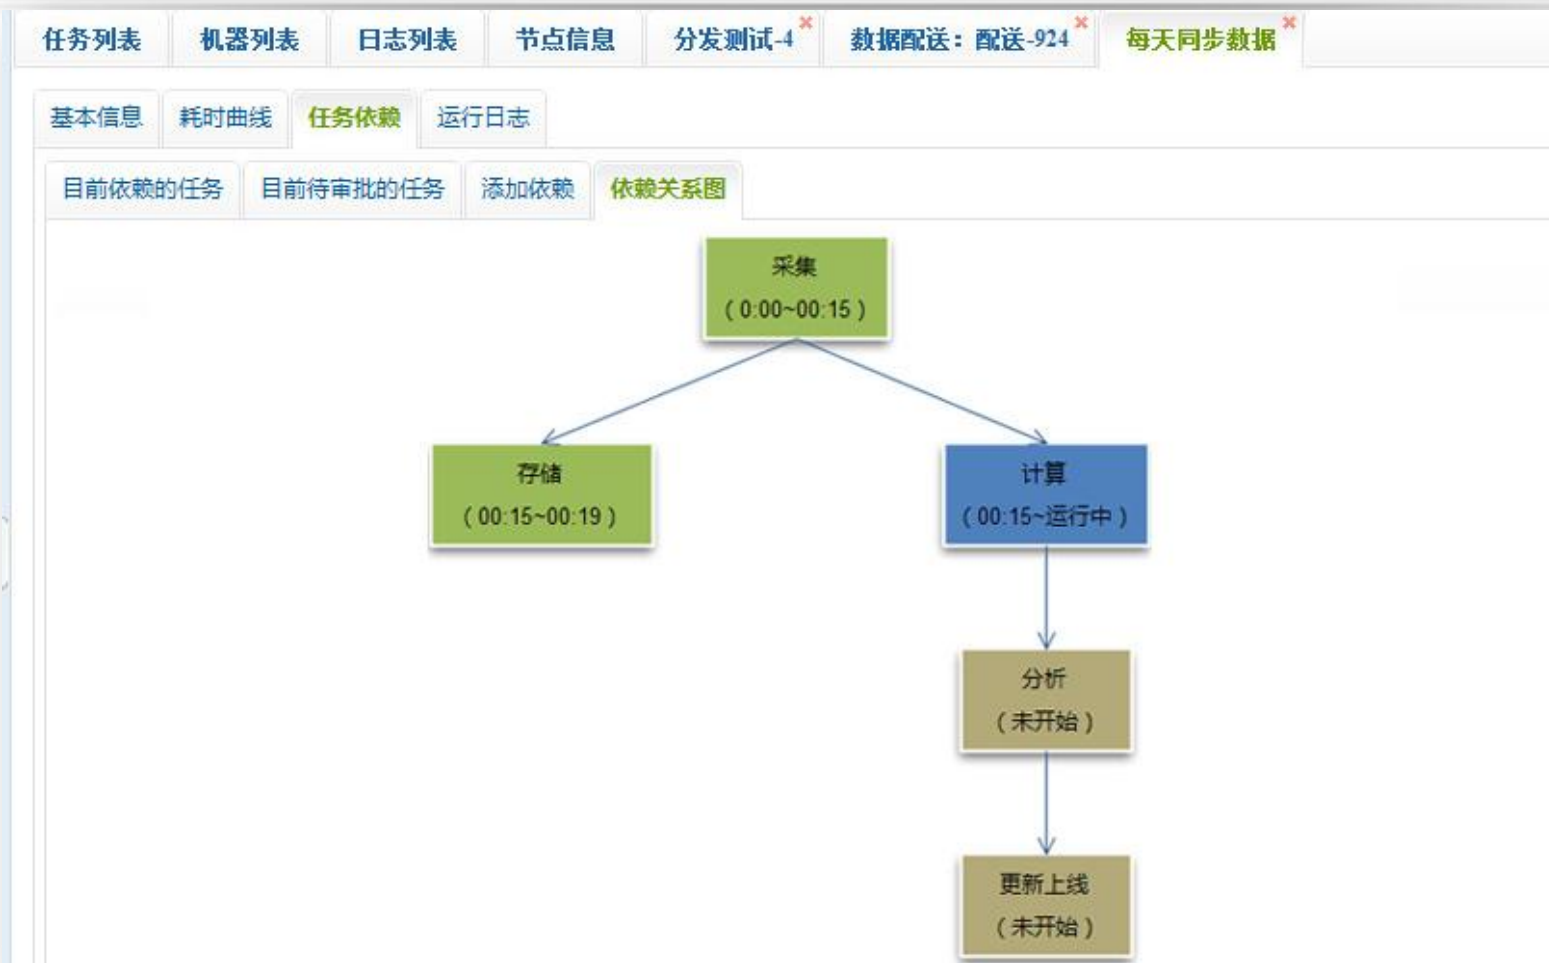 任务列表 机器列表 日志列表 节点信息 分发测试-4 数据配送：配送-924 每天同步数据
基本信息 耗时曲线 任务依赖 运行日志
目前依赖的任务 目前待审批的任务 添加依赖 依赖关系图
采集
（0:00~00:15）
存储
（00:15~00:19）
计算
（00:15~运行中）
分析
（未开始）
更新上线
（未开始）